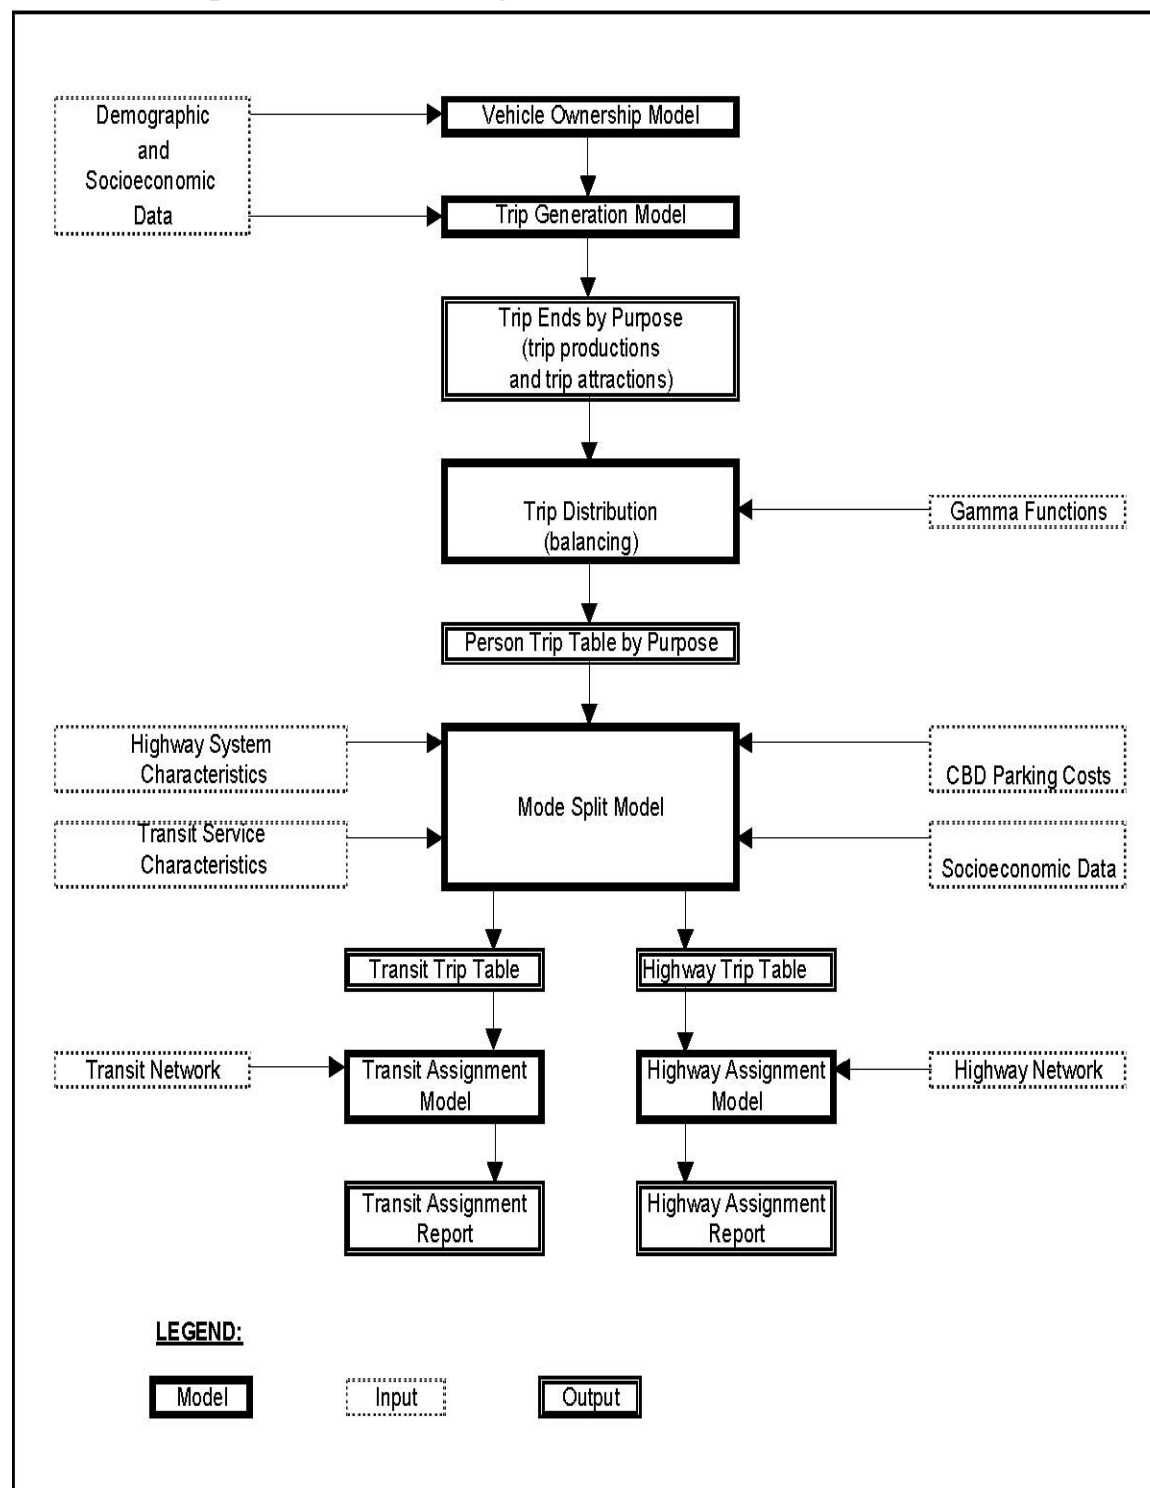 Demographic
and
Socioeconomic
Data
Vehicle Ownership Model
Trip Generation Model
Trip Ends by Purpose
(trip productions
and trip attractions)
Trip Distribution
(balancing)
Gamma Functions
Person Trip Table by Purpose
Highway System
Characteristics
Transit Service
Characteristics
Mode Split Model
CBD Parking Costs
Socioeconomic Data
Transit Trip Table
Highway Trip Table
Transit Network
Transit Assignment
Model
Highway Assignment
Model
Highway Network
Transit Assignment
Report
Highway Assignment
Report
LEGEND:
Model
Input
Output